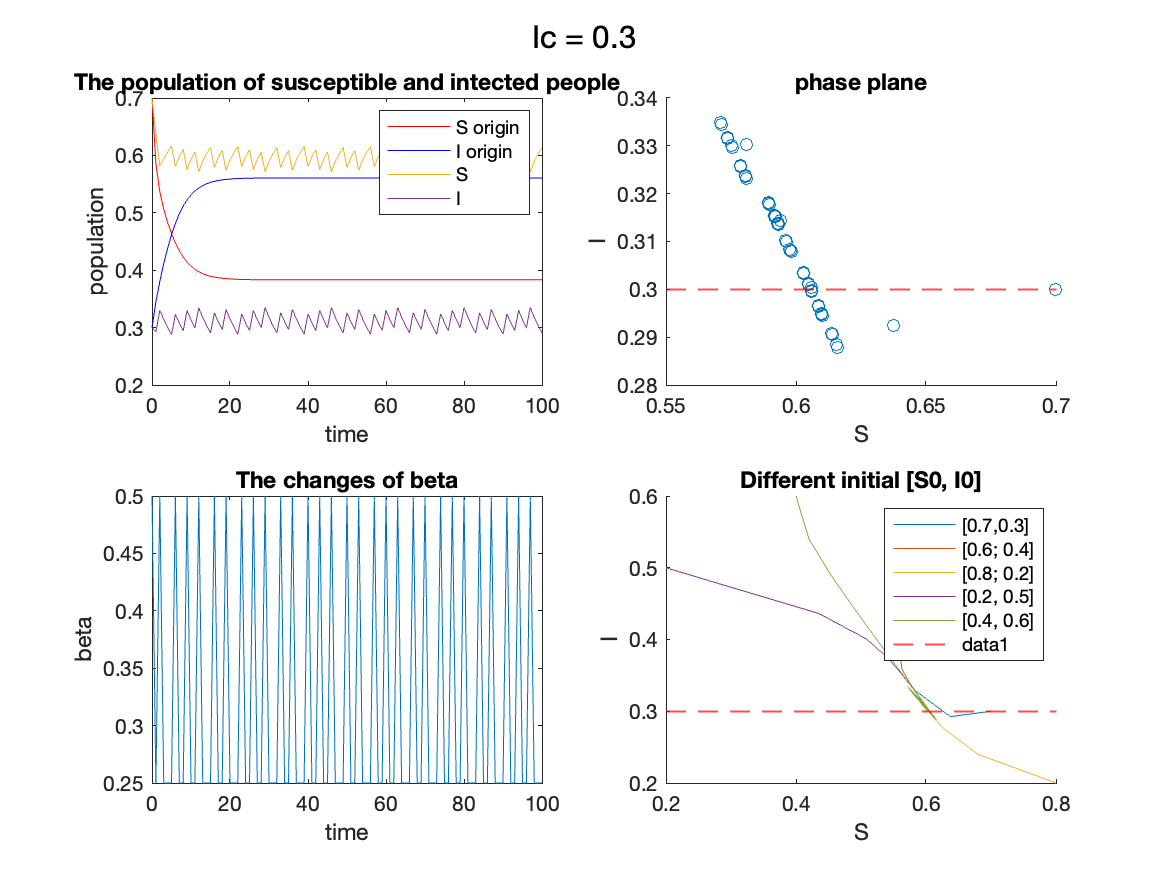 Ic = 0.3
The population of susceptible and intected people
0.7
0.6
0.5
0.4
0.3
0.2
population
0
20
40
60
80
100
time
S origin
I origin
S
I
phase plane
0.34
0.33
0.32
0.31
0.3
0.29
0.28
I
0.55
0.6
0.65
0.7
S
The changes of beta
0.5
0.45
0.4
0.35
0.3
0.25
beta
0
20
40
60
80
100
time
Different initial [S0, I0]
0.6
0.5
0.4
0.3
0.2
I
0.2
0.4
0.6
0.8
S
[0.7,0.3]
[0.6; 0.4]
[0.8; 0.2]
[0.2, 0.5]
[0.4, 0.6]
data1